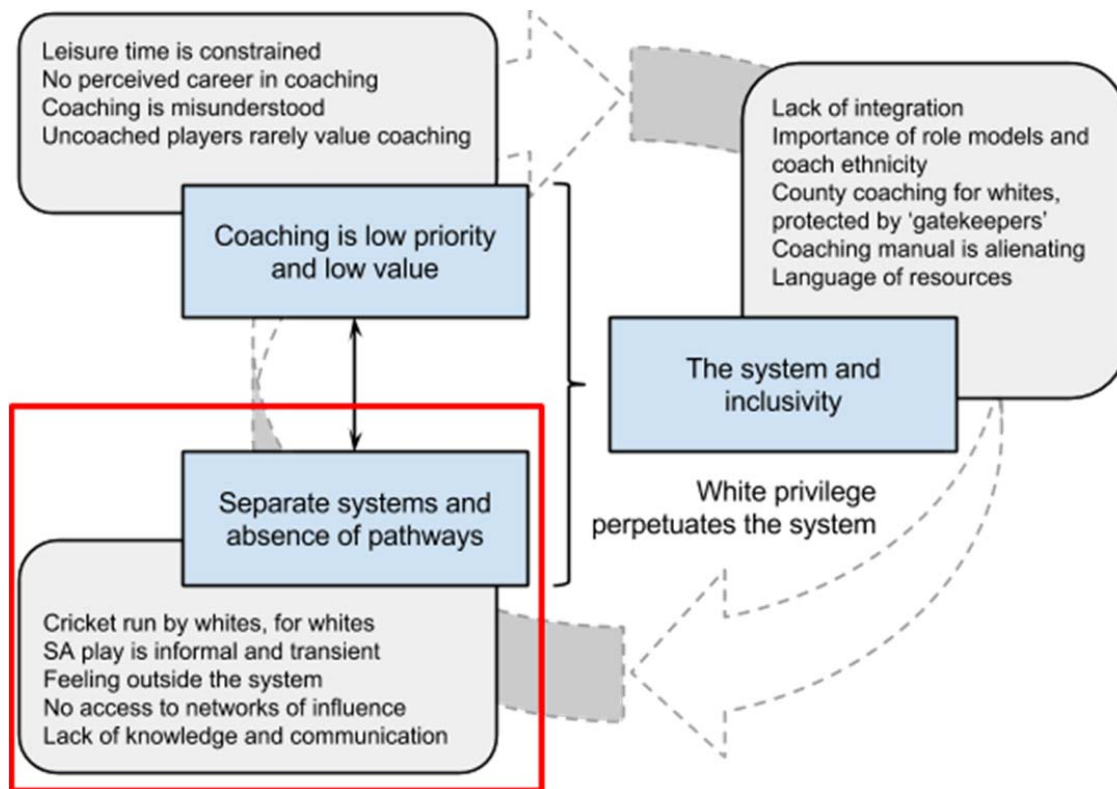 Leisure time is constrained
No perceived career in coaching
Coaching is misunderstood
Uncoached players rarely value coaching
Coaching is low priority
and low value
Lack of integration
Importance of role models and
coach ethnicity
County coaching for whites,
protected by ‘gatekeepers’
Coaching manual is alienating
Language of resources
The system and
inclusivity
White privilege
perpetuates the system
Separate systems and
absence of pathways
Cricket run by whites, for whites
SA play is informal and transient
Feeling outside the system
No access to networks of influence
Lack of knowledge and communication